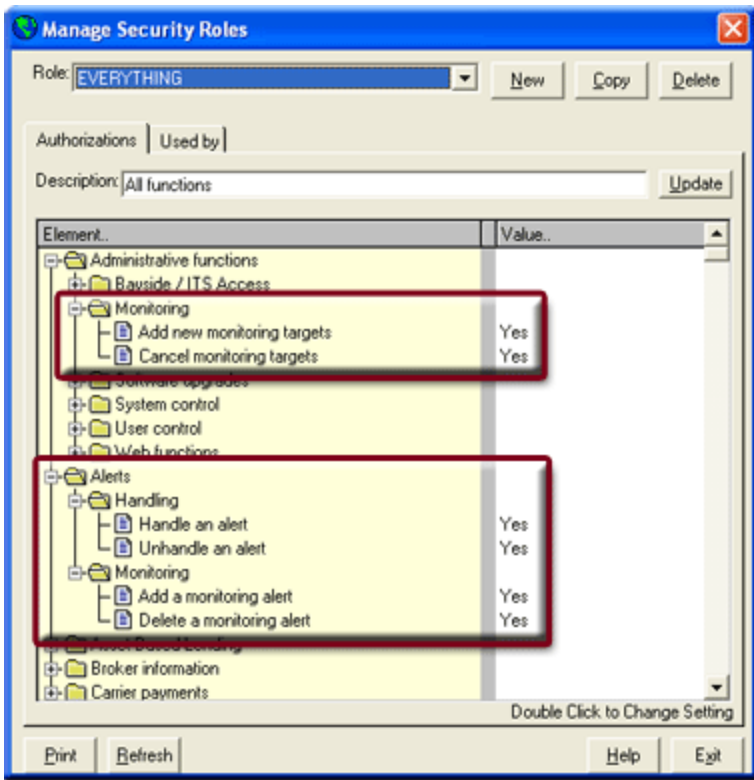 Manage Security Roles
Role: EVERYTHING New Copy Delete
Authorizations Used by
Description: All functions Update
Element.. Value..
Administrative functions
Bayside / ITS Access
Monitoring
Add new monitoring targets Yes
Cancel monitoring targets Yes
Software upgrades
System control
User control
Web functions
Alerts
Handling
Handle an alert Yes
Unhandle an alert Yes
Monitoring
Add a monitoring alert Yes
Delete a monitoring alert Yes
Asset Based Lending
Broker information
Carrier payments
Double Click to Change Setting
Print Refresh Help Exit